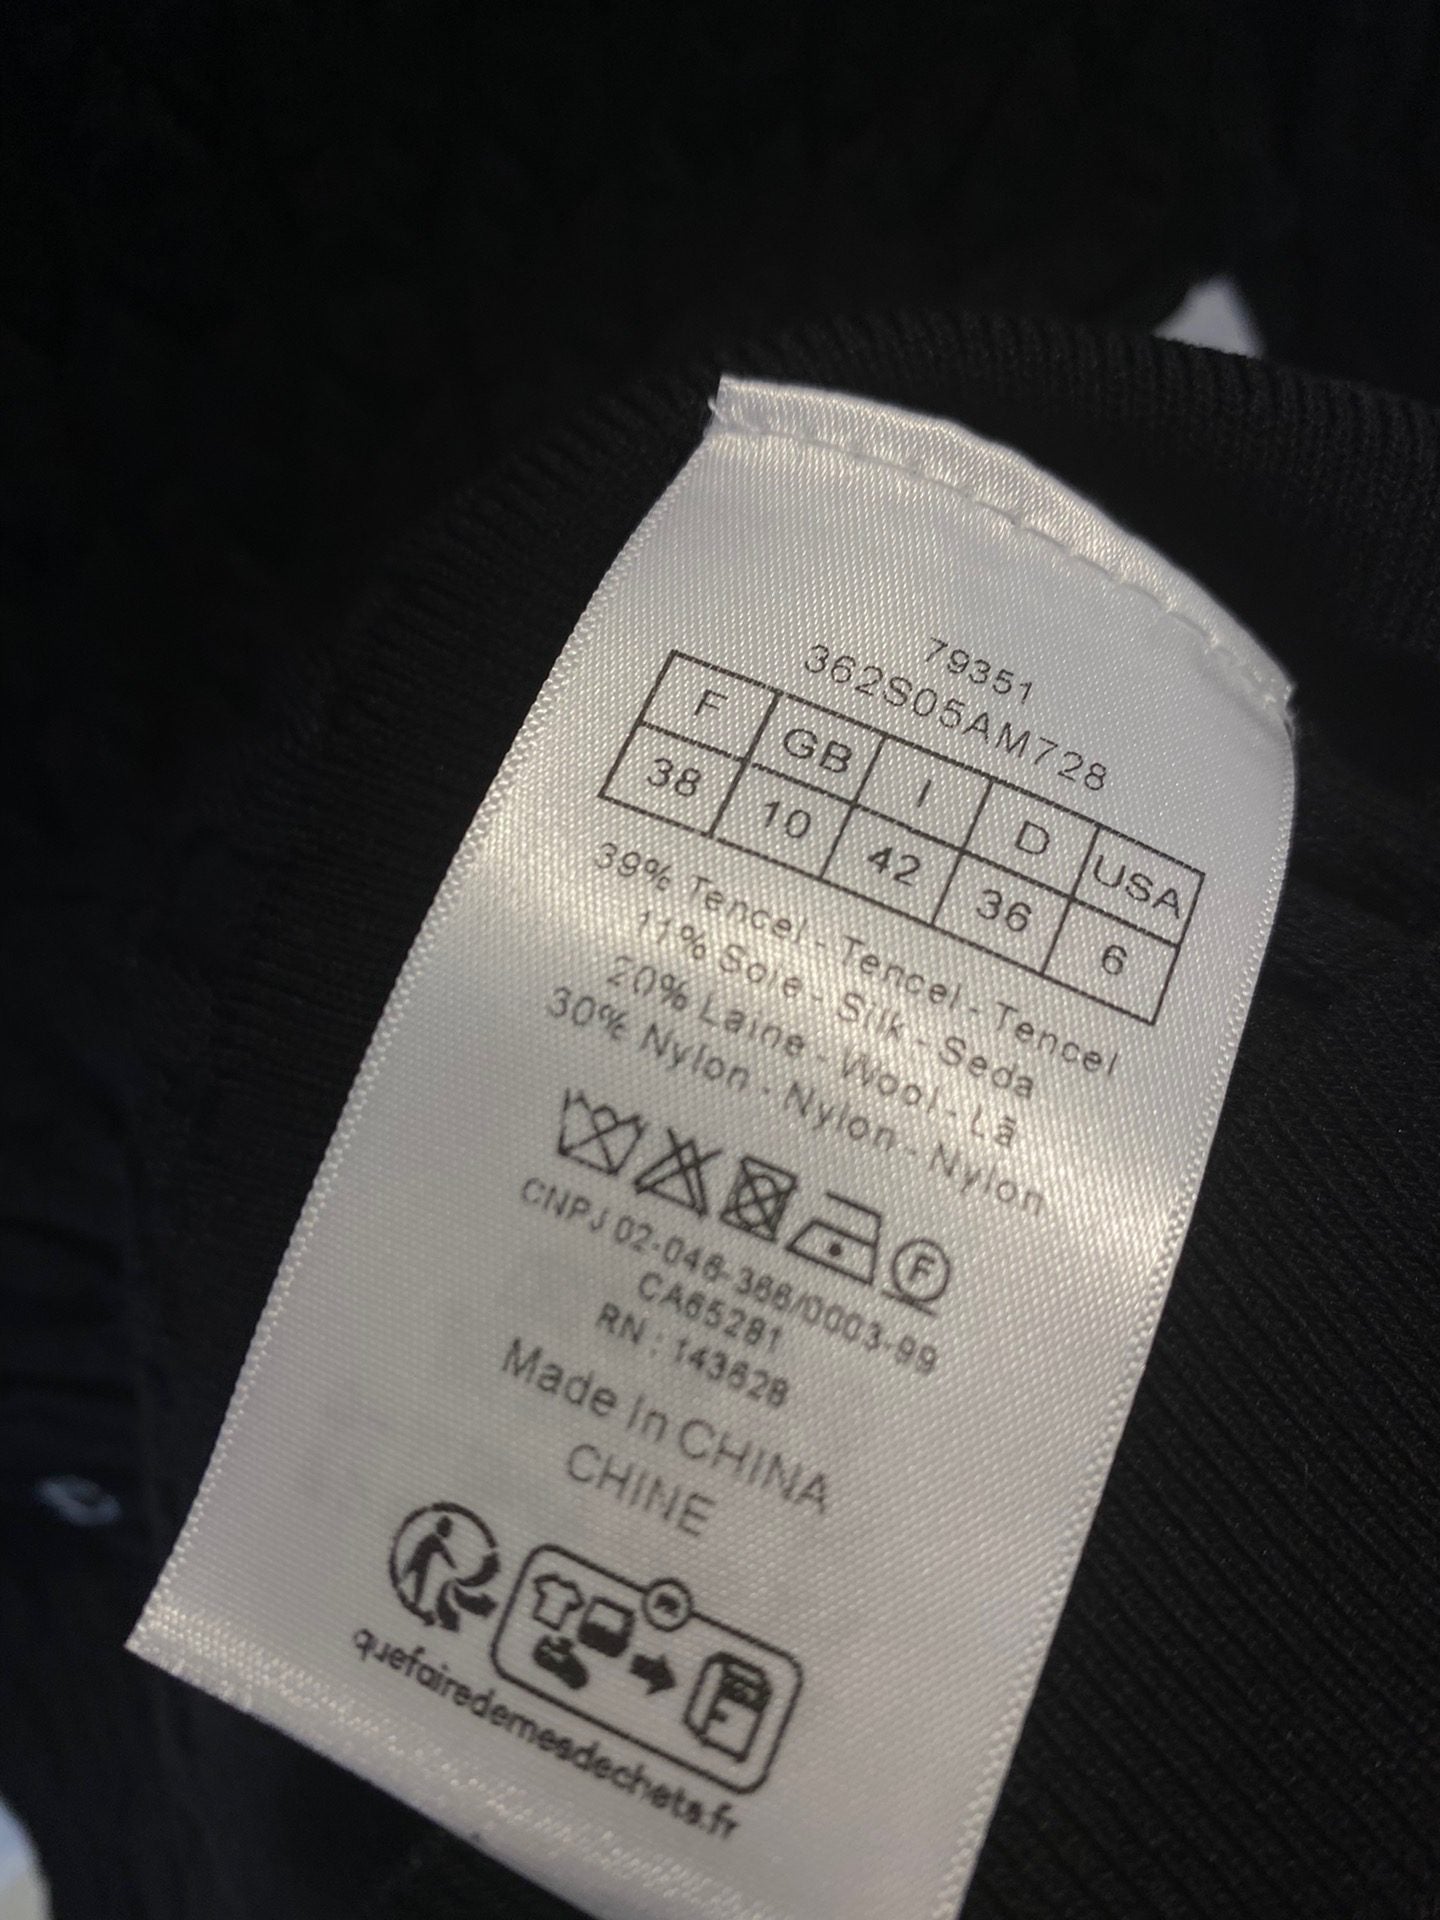 79351
362S05AM728
F GB I D USA
38 10 42 36 6
39% Tencel - Tencel - Tencel
11% Soie - Silk - Seda
20% Laine - Wool - Lã
30% Nylon - Nylon - Nylon
F
CNPJ 02-046-366/0003-99
CA65281
RN : 143628
Made in CHINA
CHINE
quefairedemesdechets.fr